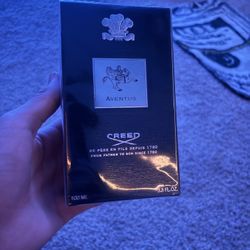 AVENTUS
CREED
DE PÈRE EN FILS DEPUIS 1760
FROM FATHER TO SON SINCE 1760
100 ML
3.3 FL.OZ.